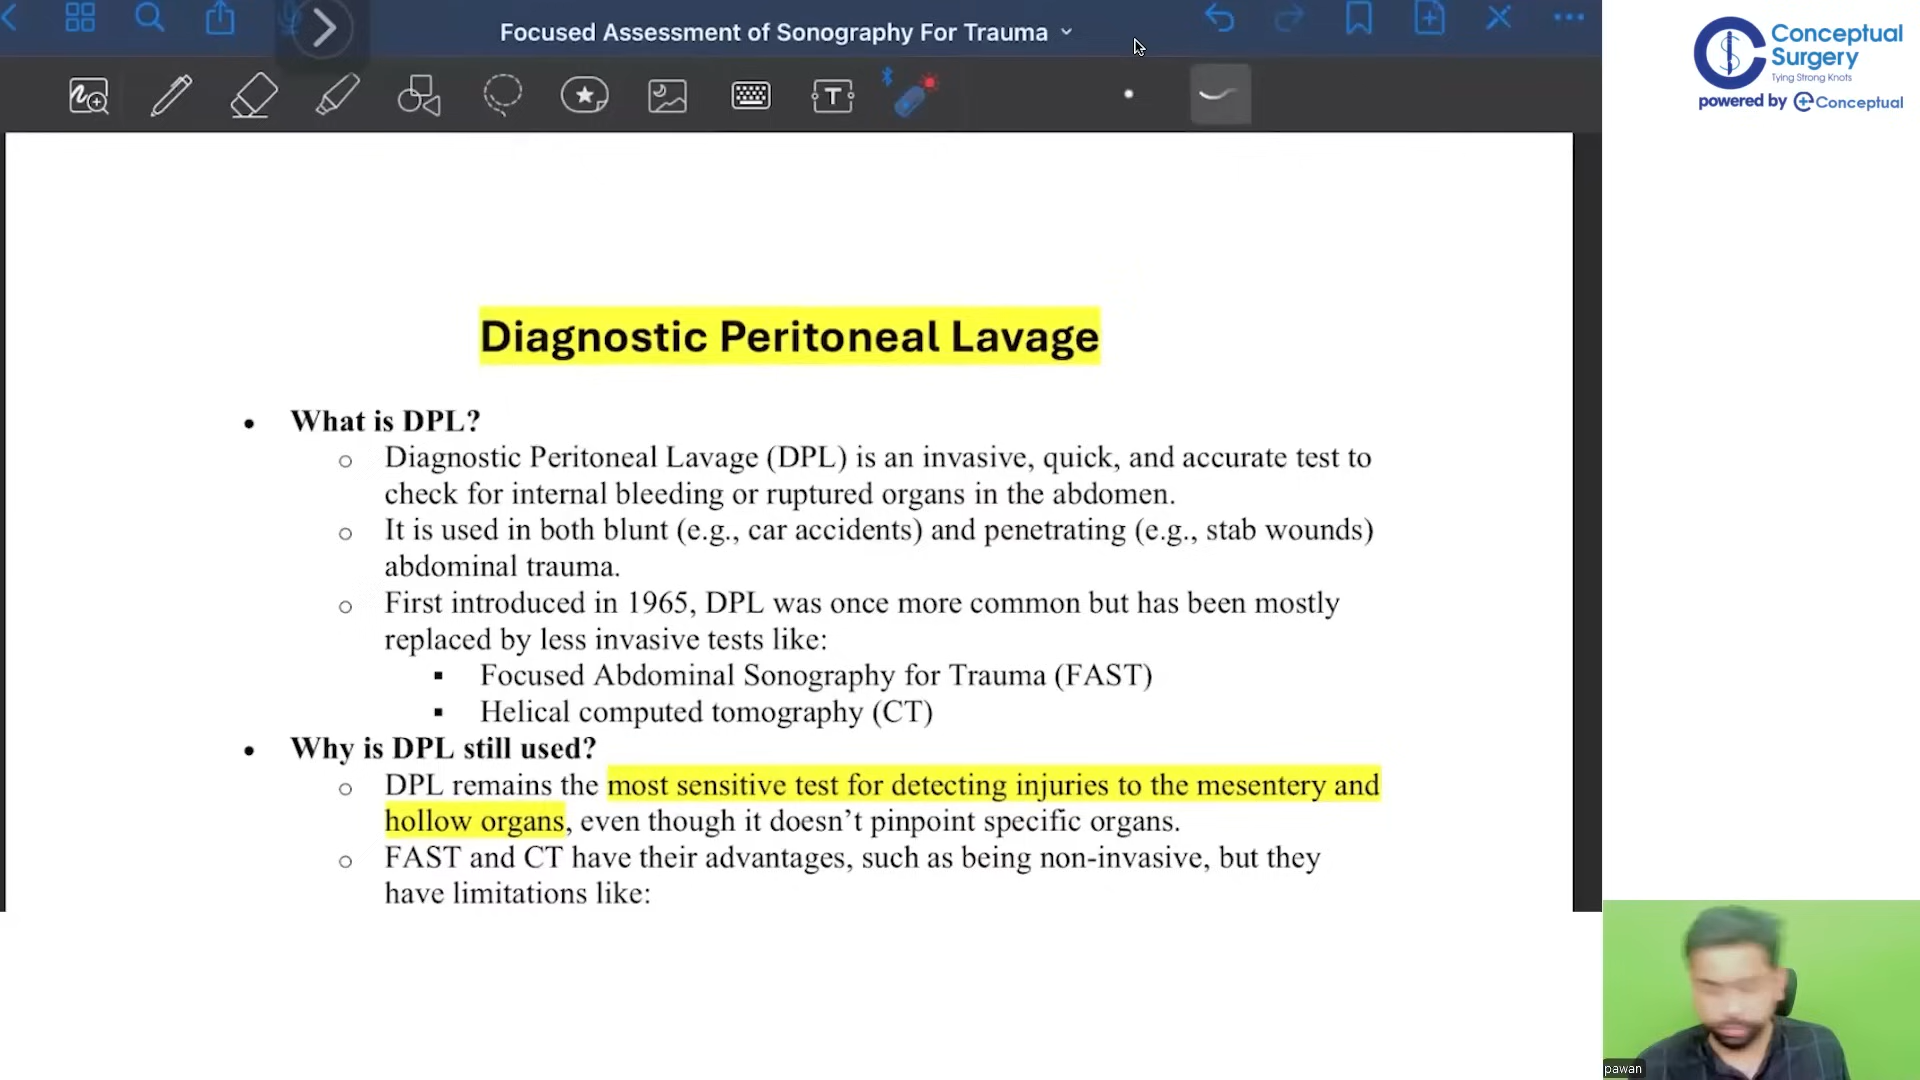 Focused Assessment of Sonography For Trauma
Conceptual
Surgery
Tying Strong Knots
powered by Conceptual
T
Diagnostic Peritoneal Lavage
• What is DPL?
o Diagnostic Peritoneal Lavage (DPL) is an invasive, quick, and accurate test to
check for internal bleeding or ruptured organs in the abdomen.
o It is used in both blunt (e.g., car accidents) and penetrating (e.g., stab wounds)
abdominal trauma.
o First introduced in 1965, DPL was once more common but has been mostly
replaced by less invasive tests like:
▪ Focused Abdominal Sonography for Trauma (FAST)
▪ Helical computed tomography (CT)
• Why is DPL still used?
o DPL remains the most sensitive test for detecting injuries to the mesentery and
hollow organs, even though it doesn’t pinpoint specific organs.
o FAST and CT have their advantages, such as being non-invasive, but they
have limitations like:
pawan